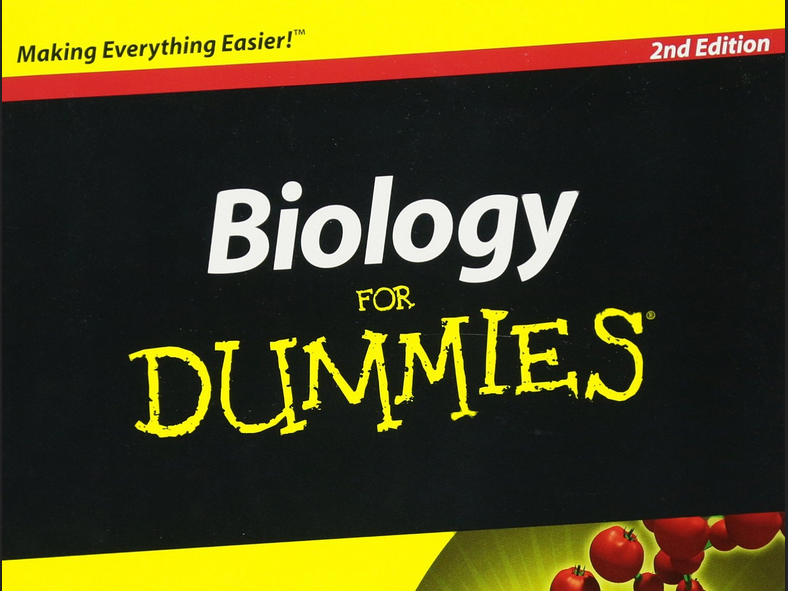 Making Everything Easier!™
2nd Edition
Biology
FOR
DUMMIES®